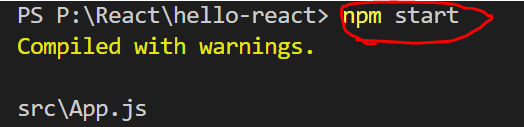 PS P:\React\hello-react> npm start
Compiled with warnings.
src\App.js